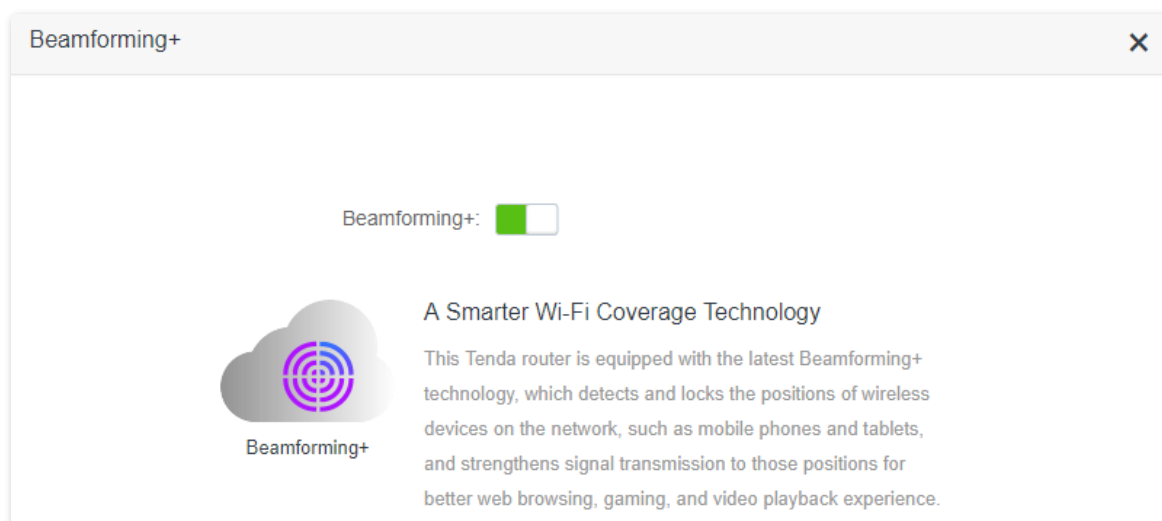 Beamforming+
Beamforming+:
A Smarter Wi-Fi Coverage Technology
This Tenda router is equipped with the latest Beamforming+
technology, which detects and locks the positions of wireless
devices on the network, such as mobile phones and tablets,
and strengthens signal transmission to those positions for
better web browsing, gaming, and video playback experience.
Beamforming+